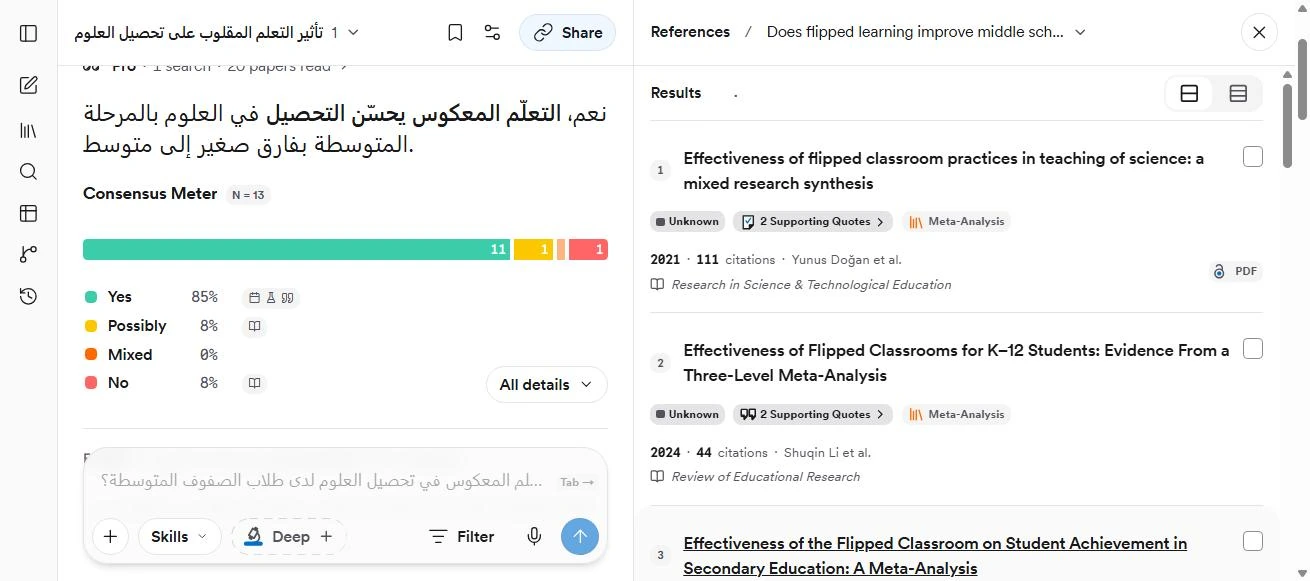 تأثير التعلم المقلوب على تحصيل العلوم 1
Share
Pro · 1 search · 20 papers read
نعم، التعلّم المعكوس يحسّن التحصيل في العلوم بالمرحلة
المتوسطة بفارق صغير إلى متوسط.
Consensus Meter N = 13
11 1 1
Yes 85%
Possibly 8%
Mixed 0%
No 8%
All details
...لم المعكوس في تحصيل العلوم لدى طلاب الصفوف المتوسطة؟ Tab →
Skills Deep + Filter
References / Does flipped learning improve middle sch...
Results .
1 Effectiveness of flipped classroom practices in teaching of science: a
mixed research synthesis
Unknown 2 Supporting Quotes Meta-Analysis
2021 · 111 citations · Yunus Doğan et al.
PDF
Research in Science & Technological Education
2 Effectiveness of Flipped Classrooms for K–12 Students: Evidence From a
Three-Level Meta-Analysis
Unknown 2 Supporting Quotes Meta-Analysis
2024 · 44 citations · Shuqin Li et al.
Review of Educational Research
3 Effectiveness of the Flipped Classroom on Student Achievement in
Secondary Education: A Meta-Analysis